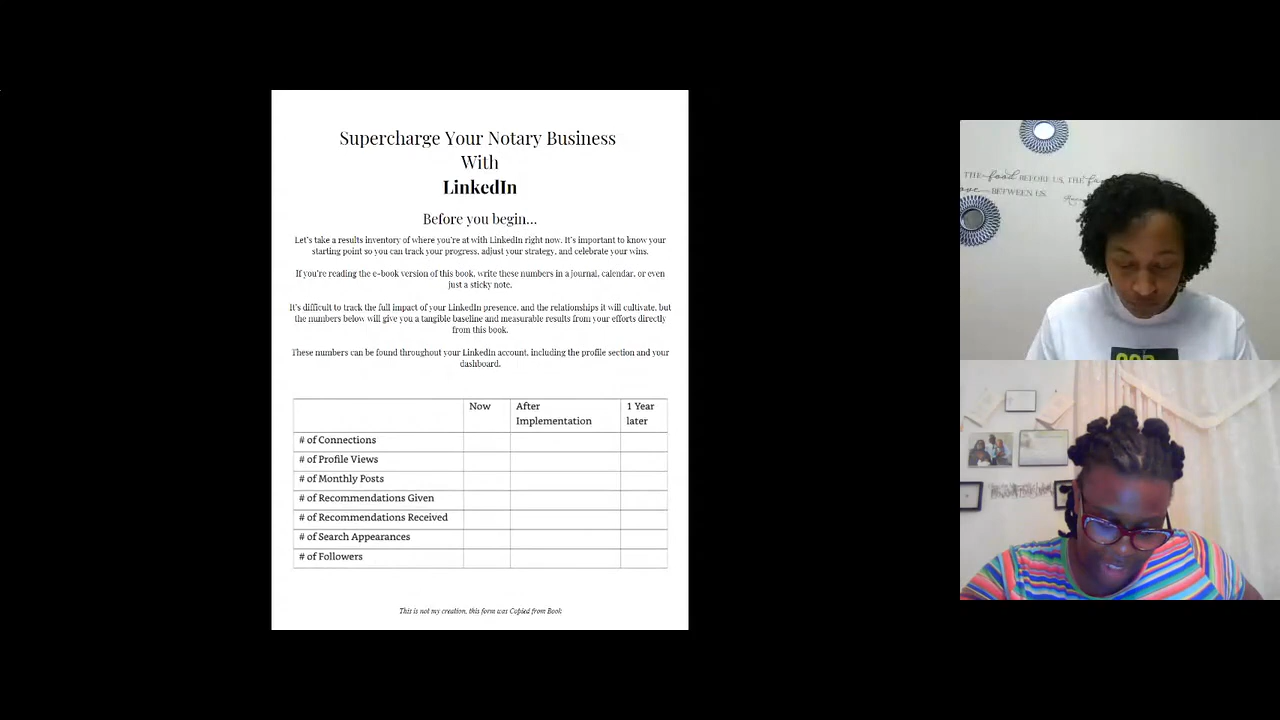 Supercharge Your Notary Business
With
LinkedIn
Before you begin...
Let's take a results inventory of where you're at with LinkedIn right now. It's important to know your
starting point so you can track your progress, adjust your strategy, and celebrate your wins.
If you're reading the e-book version of this book, write these numbers in a journal, calendar, or even
just a sticky note.
It's difficult to track the full impact of your LinkedIn presence, and the relationships it will cultivate, but
the numbers below will give you a tangible baseline and measurable results from your efforts directly
from this book.
These numbers can be found throughout your LinkedIn account, including the profile section and your
dashboard.
Now After 1 Year
Implementation later
# of Connections
# of Profile Views
# of Monthly Posts
# of Recommendations Given
# of Recommendations Received
# of Search Appearances
# of Followers
This is not my creation, this form was Copied from Book
THE food BEFORE US, THE
BETWEEN US.